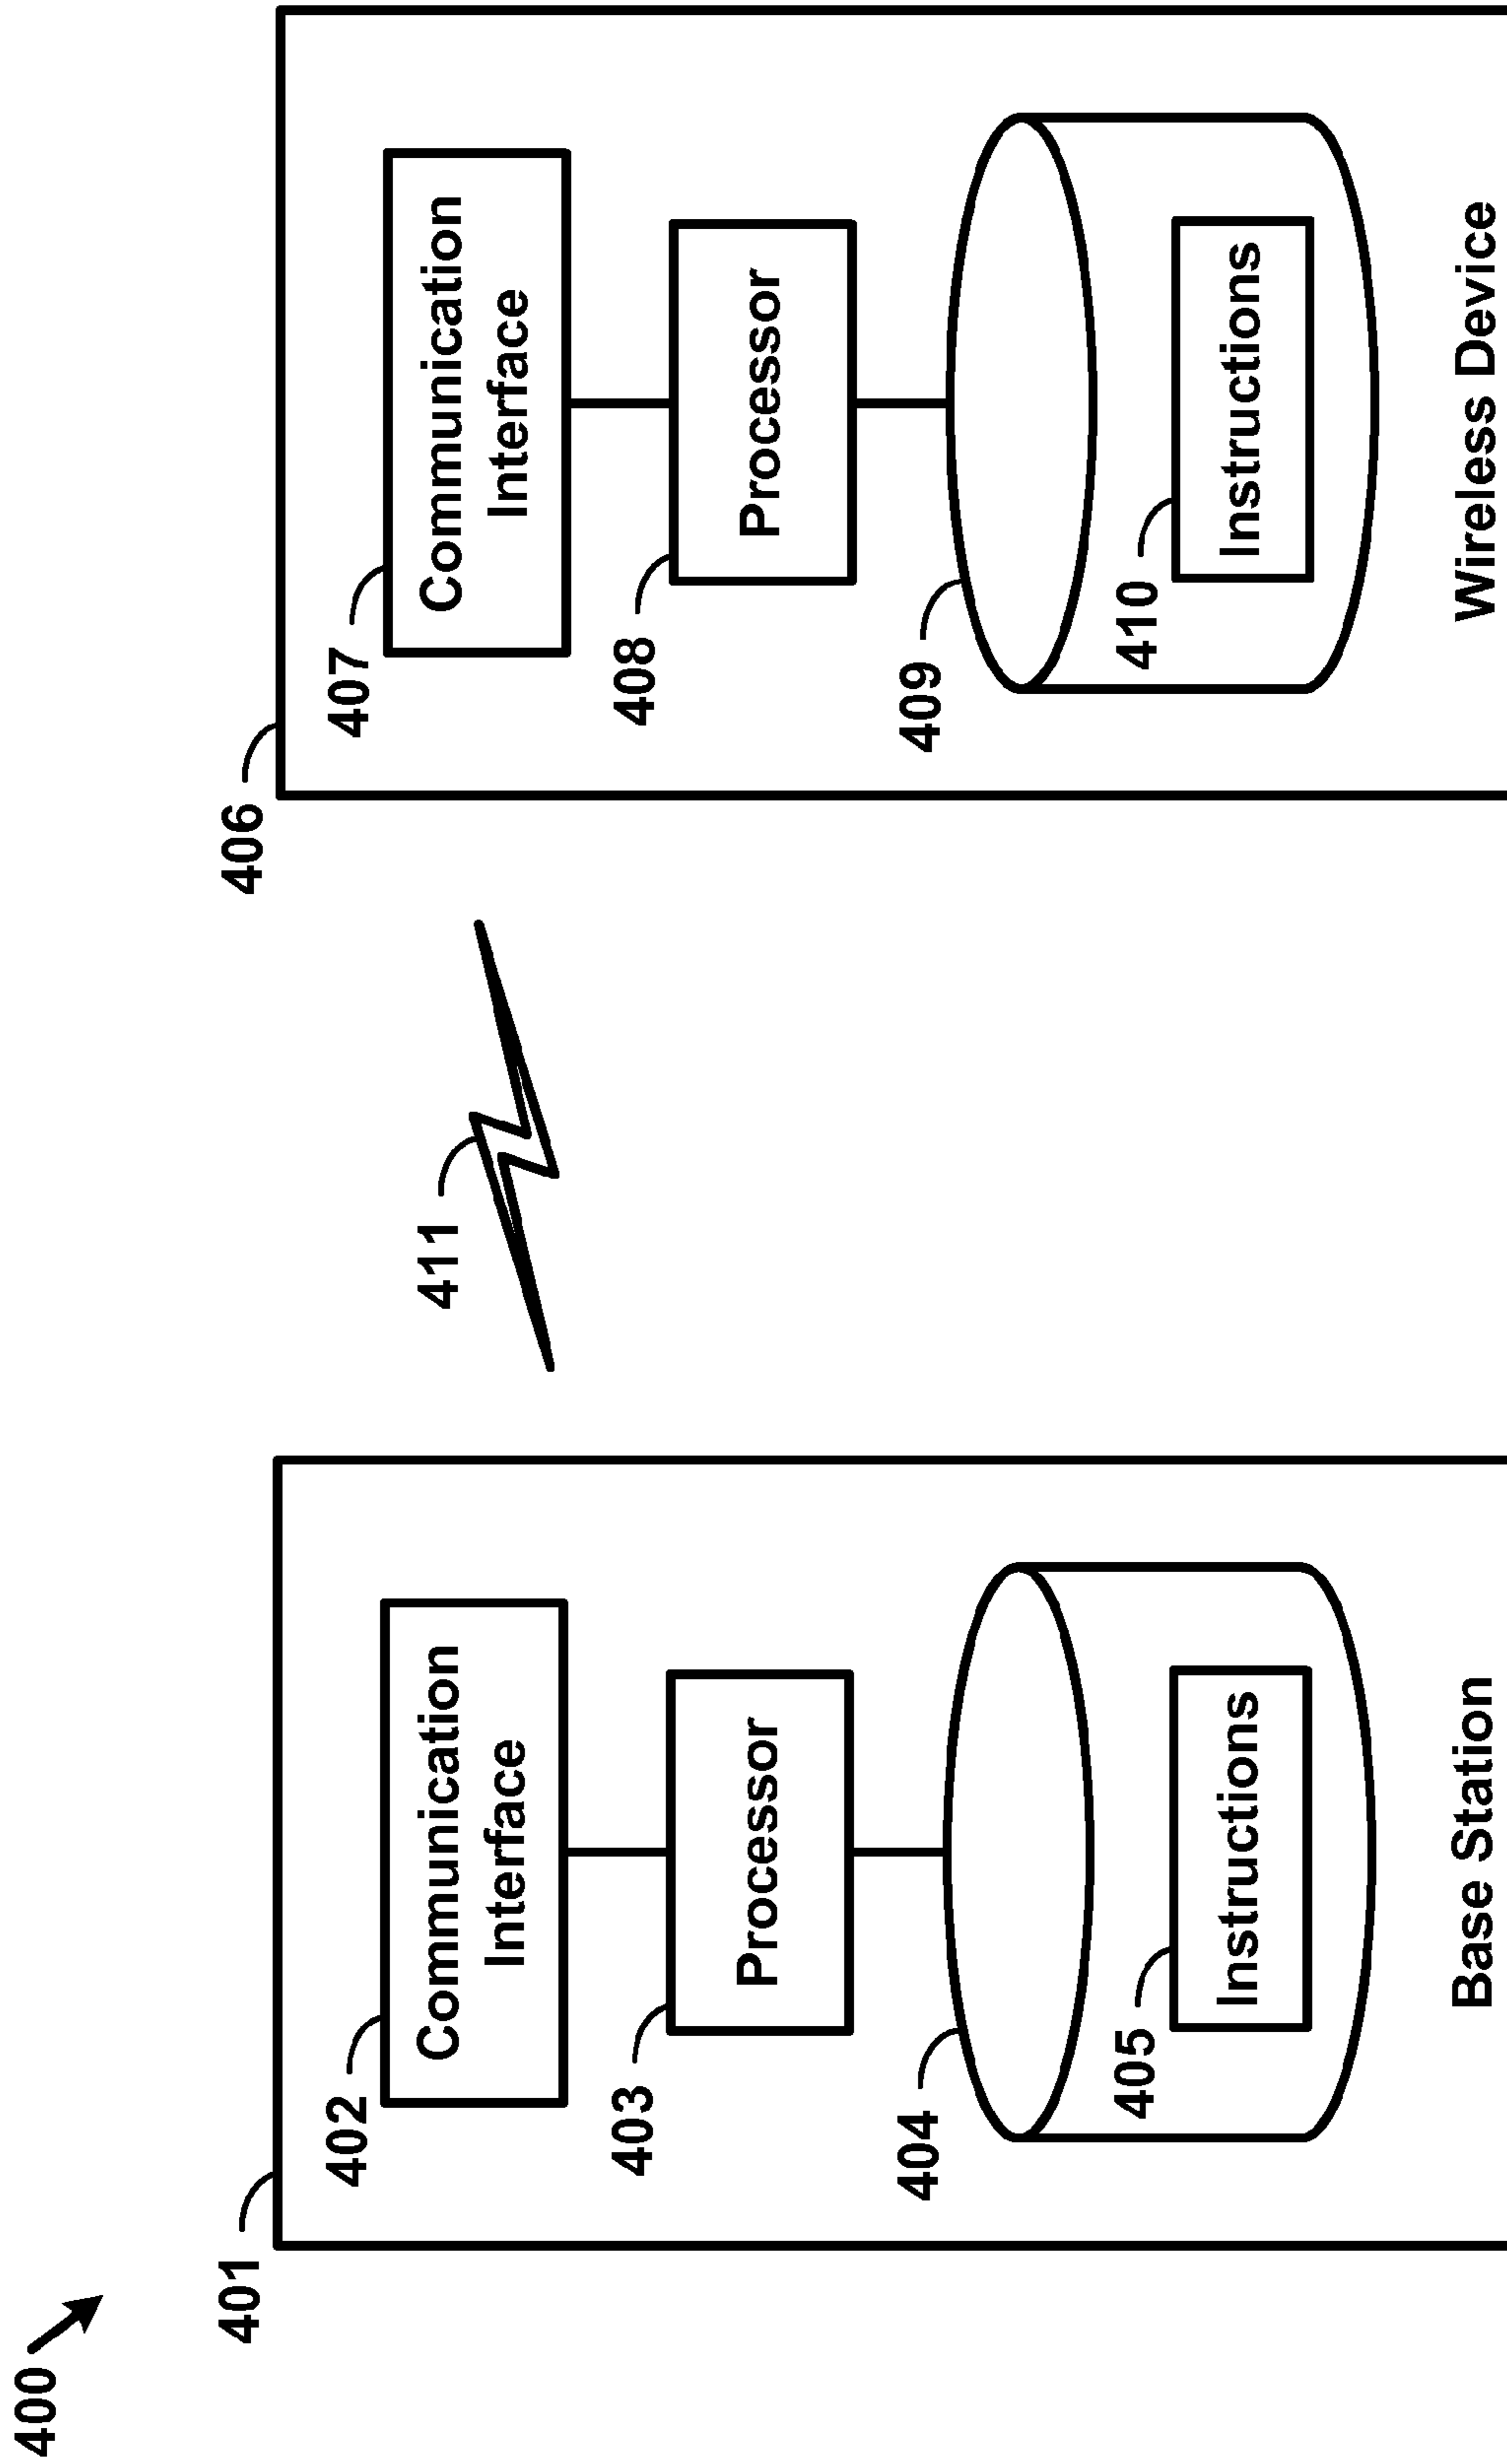 400
401
402
Communication
Interface
403
Processor
404
405
Instructions
Base Station
411
406
407
Communication
Interface
408
Processor
409
410
Instructions
Wireless Device